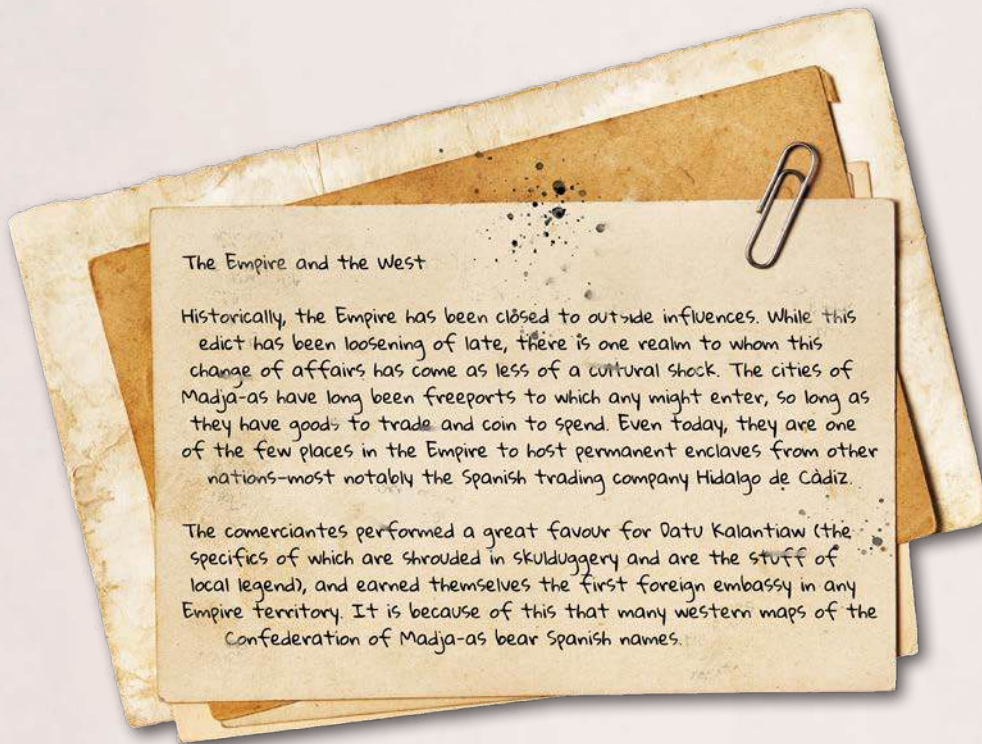 The Empire and the West
Historically, the Empire has been closed to outside influences. While this
edict has been loosening of late, there is one realm to whom this
change of affairs has come as less of a cultural shock. The cities of
Madja-as have long been freeports to which any might enter, so long as
they have goods to trade and coin to spend. Even today, they are one
of the few places in the Empire to host permanent enclaves from other
nations-most notably the Spanish trading company Hidalgo de Càdiz.
The comerciantes performed a great favour for Datu Kalantiaw (the
specifics of which are shrouded in skulduggery and are the stuff of
local legend), and earned themselves the first foreign embassy in any
Empire territory. It is because of this that many western maps of the
Confederation of Madja-as bear Spanish names.